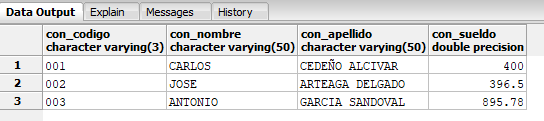 Data Output Explain Messages History
con_codigo con_nombre con_apellido con_sueldo
character varying(3) character varying(50) character varying(50) double precision
1 001 CARLOS CEDEÑO ALCIVAR 400
2 002 JOSE ARTEAGA DELGADO 396.5
3 003 ANTONIO GARCIA SANDOVAL 895.78